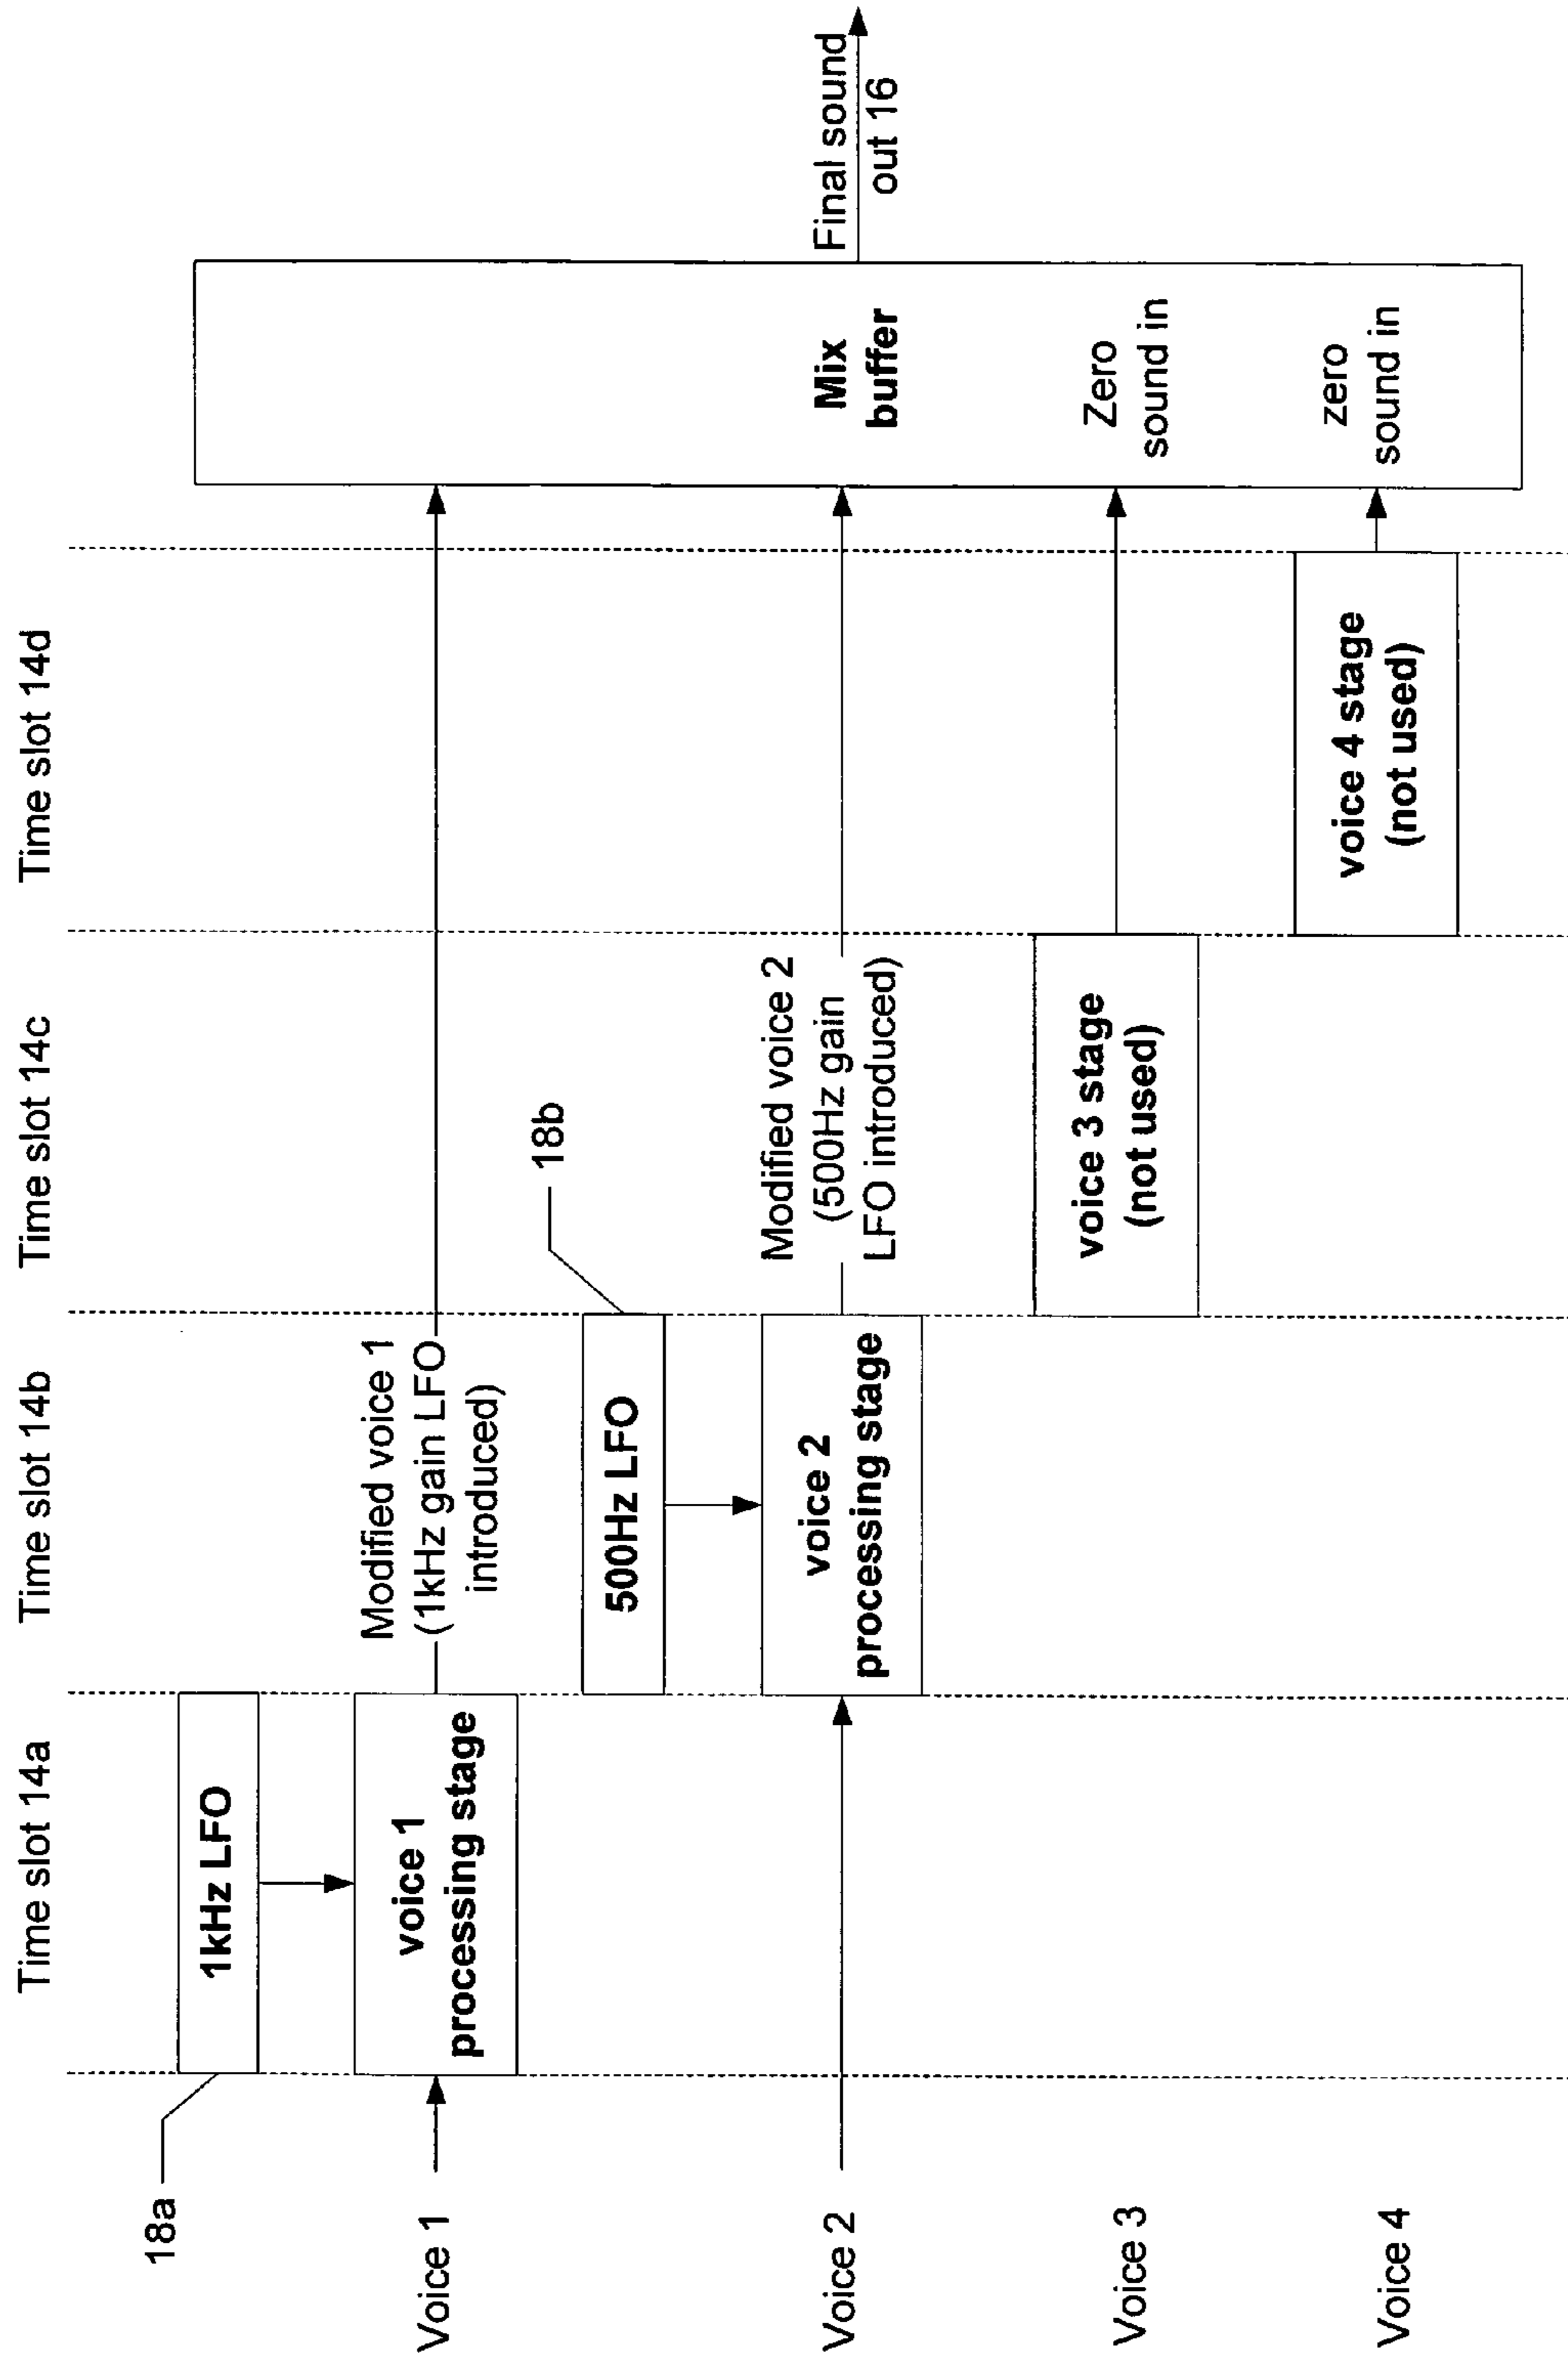 Time slot 14a
Time slot 14b
Time slot 14c
Time slot 14d
18a
1kHz LFO
Voice 1
voice 1
processing stage
Modified voice 1
(1kHz gain LFO
introduced)
18b
500Hz LFO
Voice 2
voice 2
processing stage
Modified voice 2
(500Hz gain
LFO introduced)
Mix
buffer
Final sound
out 16
Voice 3
voice 3 stage
(not used)
Zero
sound in
Voice 4
voice 4 stage
(not used)
zero
sound in